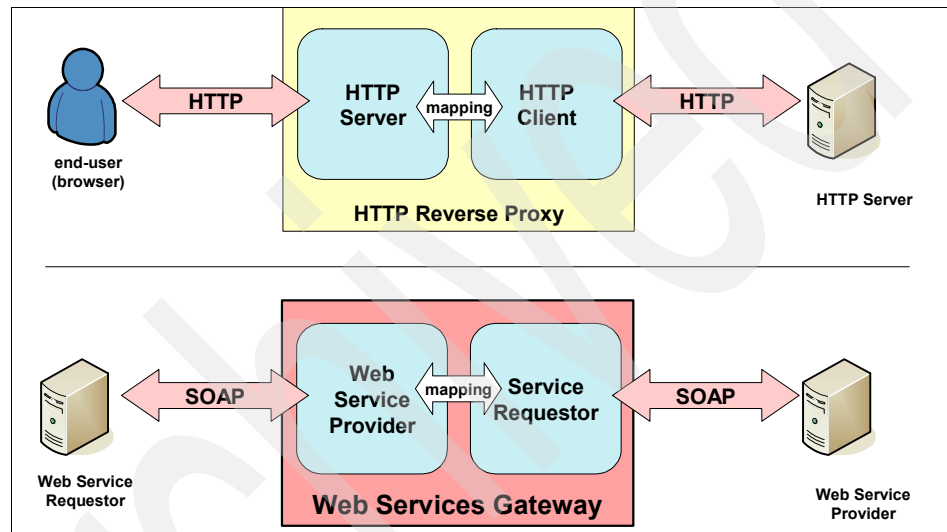 HTTP
HTTP
Server
mapping
HTTP
Client
HTTP
end-user
(browser)
HTTP Server
HTTP Reverse Proxy
SOAP
Web
Service
Provider
mapping
Service
Requestor
SOAP
Web Service
Requestor
Web Service
Provider
Web Services Gateway